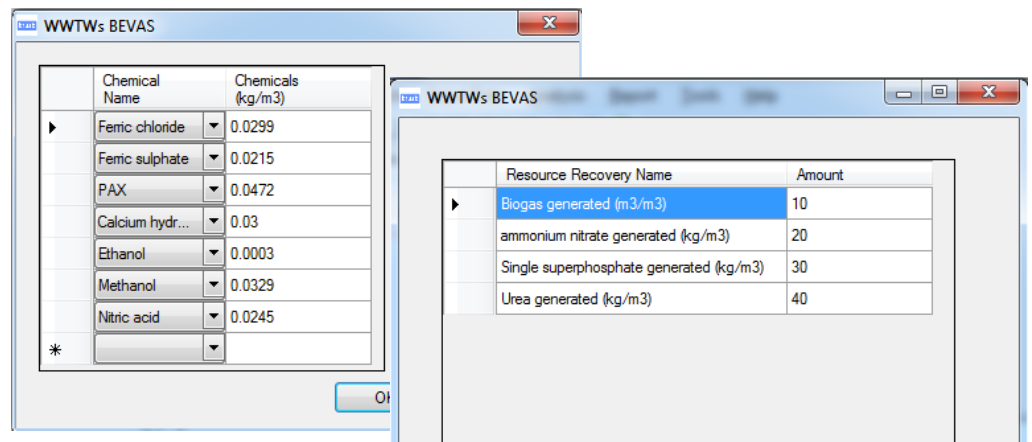 WWTWs BEVAS
X
Chemical Name
Chemicals (kg/m3)
Ferric chloride 0.0299
Ferric sulphate 0.0215
PAX 0.0472
Calcium hydr... 0.03
Ethanol 0.0003
Methanol 0.0329
Nitric acid 0.0245
WWTWs BEVAS
Report Tools Help
X
Resource Recovery Name Amount
Biogas generated (m3/m3) 10
ammonium nitrate generated (kg/m3) 20
Single superphosphate generated (kg/m3) 30
Urea generated (kg/m3) 40